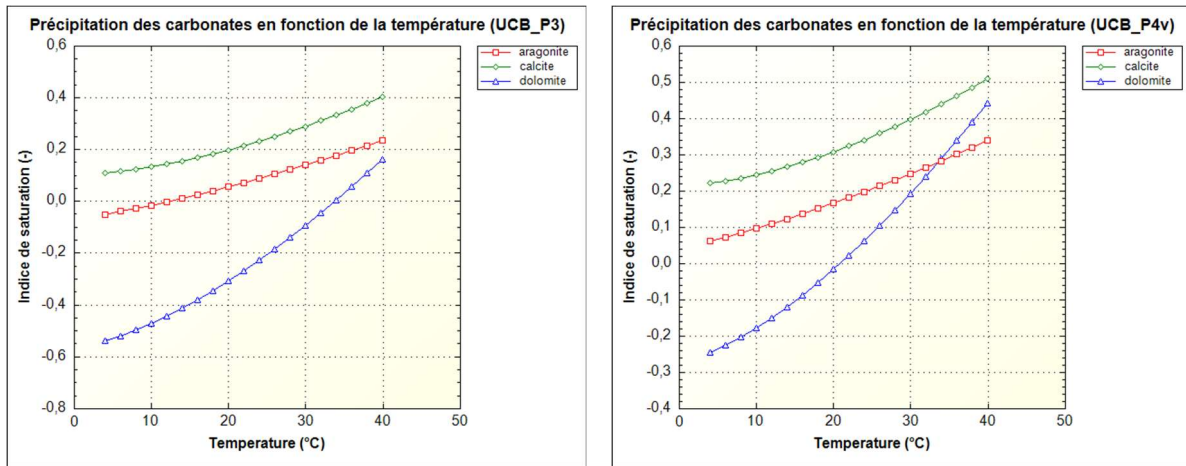 Précipitation des carbonates en fonction de la température (UCB_P3)
0,6
0,4
0,2
0,0
-0,2
-0,4
-0,6
-0,8
Indice de saturation (-)
0
10
20
30
40
50
Temperature (°C)
aragonite
calcite
dolomite
Précipitation des carbonates en fonction de la température (UCB_P4v)
0,6
0,5
0,4
0,3
0,2
0,1
0,0
-0,1
-0,2
-0,3
-0,4
Indice de saturation (-)
0
10
20
30
40
50
Temperature (°C)
aragonite
calcite
dolomite